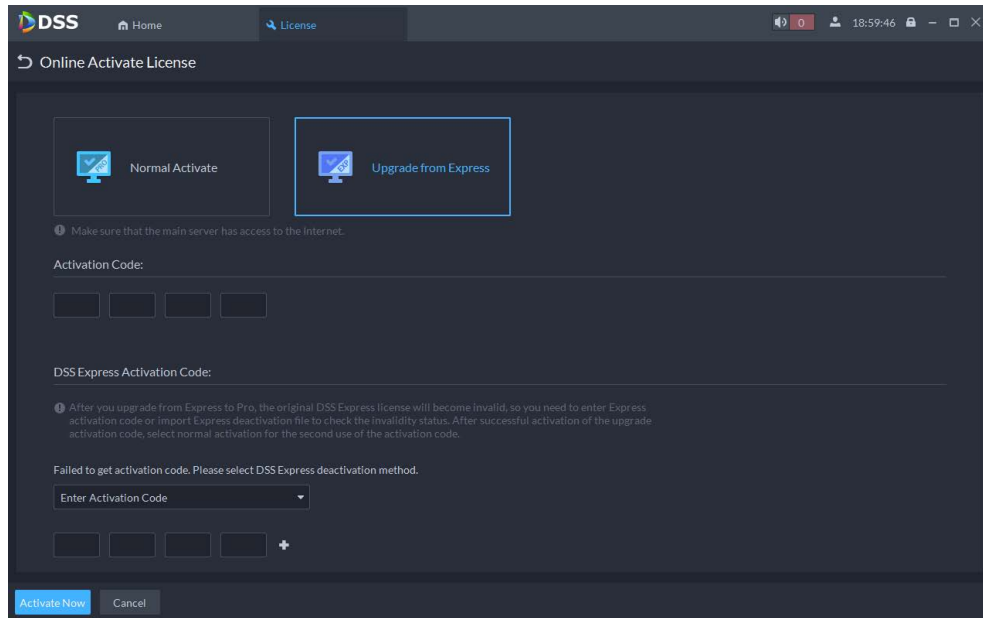 DSS
Home
License
0
18:59:46
Online Activate License
Normal Activate
Upgrade from Express
Make sure that the main server has access to the internet.
Activation Code:
DSS Express Activation Code:
After you upgrade from Express to Pro, the original DSS Express license will become invalid, so you need to enter Express
activation code or import Express deactivation file to check the invalidity status. After successful activation of the upgrade
activation code, select normal activation for the second use of the activation code.
Failed to get activation code. Please select DSS Express deactivation method.
Enter Activation Code
Activate Now
Cancel